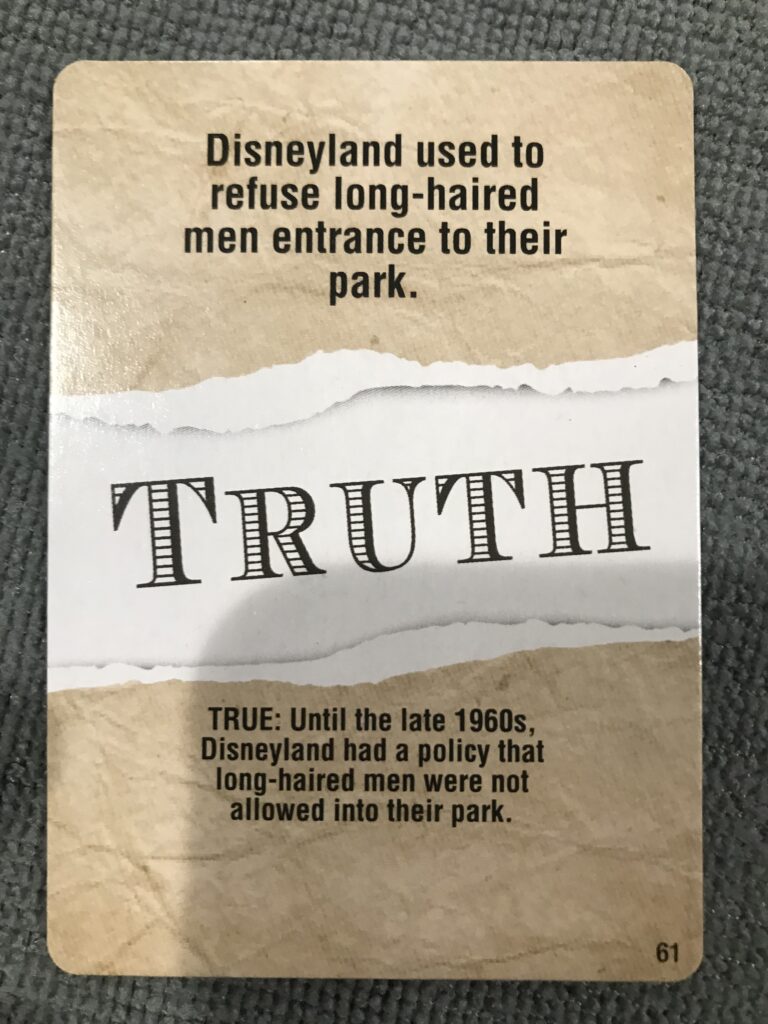 Disneyland used to
refuse long-haired
men entrance to their
park.
TRUTH
TRUE: Until the late 1960s,
Disneyland had a policy that
long-haired men were not
allowed into their park.
61